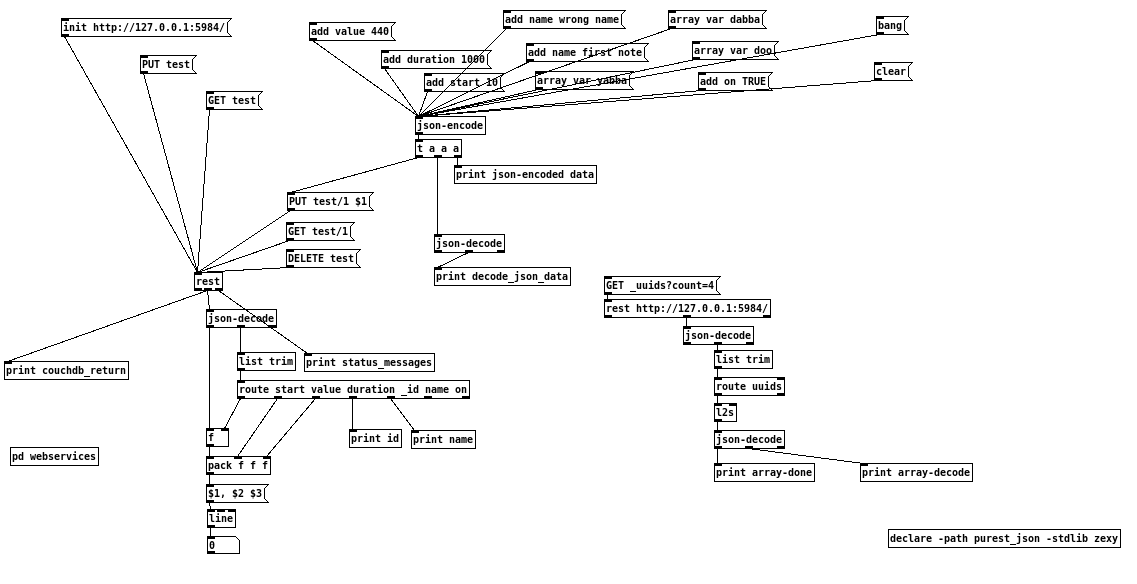 init http://127.0.0.1:5984/
PUT test
GET test
add value 440
add duration 1000
add start 10
add name wrong name
add name first note
array var yabba
array var dabba
array var doo
add on TRUE
bang
clear
json-encode
t a a a
print json-encoded data
PUT test/1 $1
GET test/1
DELETE test
json-decode
print decode_json_data
rest
json-decode
print couchdb_return
list trim
print status_messages
route start value duration _id name on
f
print id
print name
pack f f f
$1, $2 $3
line
0
pd webservices
GET _uuids?count=4
rest http://127.0.0.1:5984/
json-decode
list trim
route uuids
l2s
json-decode
print array-done
print array-decode
declare -path purest_json -stdlib zexy